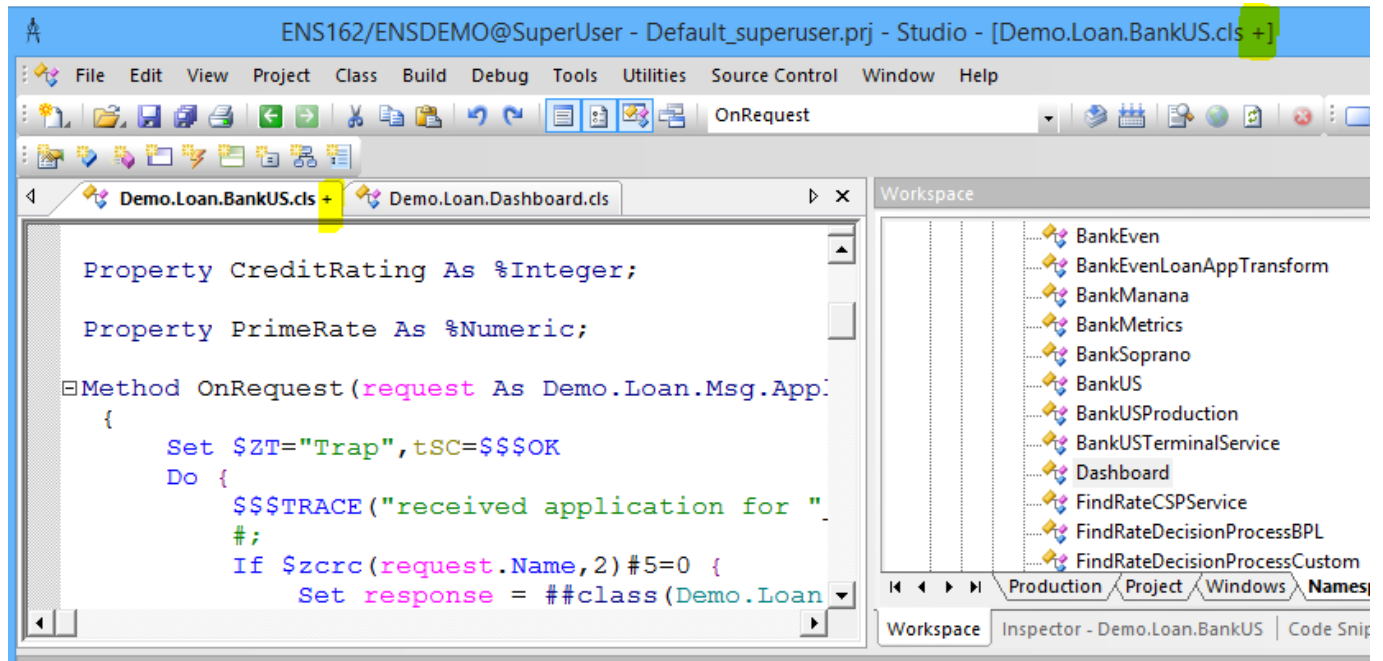 ENS162/ENSDEMO@SuperUser - Default_superuser.prj - Studio - [Demo.Loan.BankUS.cls +]
File Edit View Project Class Build Debug Tools Utilities Source Control Window Help
OnRequest
Demo.Loan.BankUS.cls + Demo.Loan.Dashboard.cls
Property CreditRating As %Integer;
Property PrimeRate As %Numeric;
Method OnRequest(request As Demo.Loan.Msg.Appl
{
Set $ZT="Trap",tSC=$$$OK
Do {
$$$TRACE("received application for "_
#;
If $zcrc(request.Name,2)#5=0 {
Set response = ##class(Demo.Loan
Workspace
BankEven
BankEvenLoanAppTransform
BankManana
BankMetrics
BankSoprano
BankUS
BankUSProduction
BankUSTerminalService
Dashboard
FindRateCSPService
FindRateDecisionProcessBPL
FindRateDecisionProcessCustom
Production Project Windows Namesp
Workspace Inspector - Demo.Loan.BankUS Code Snip